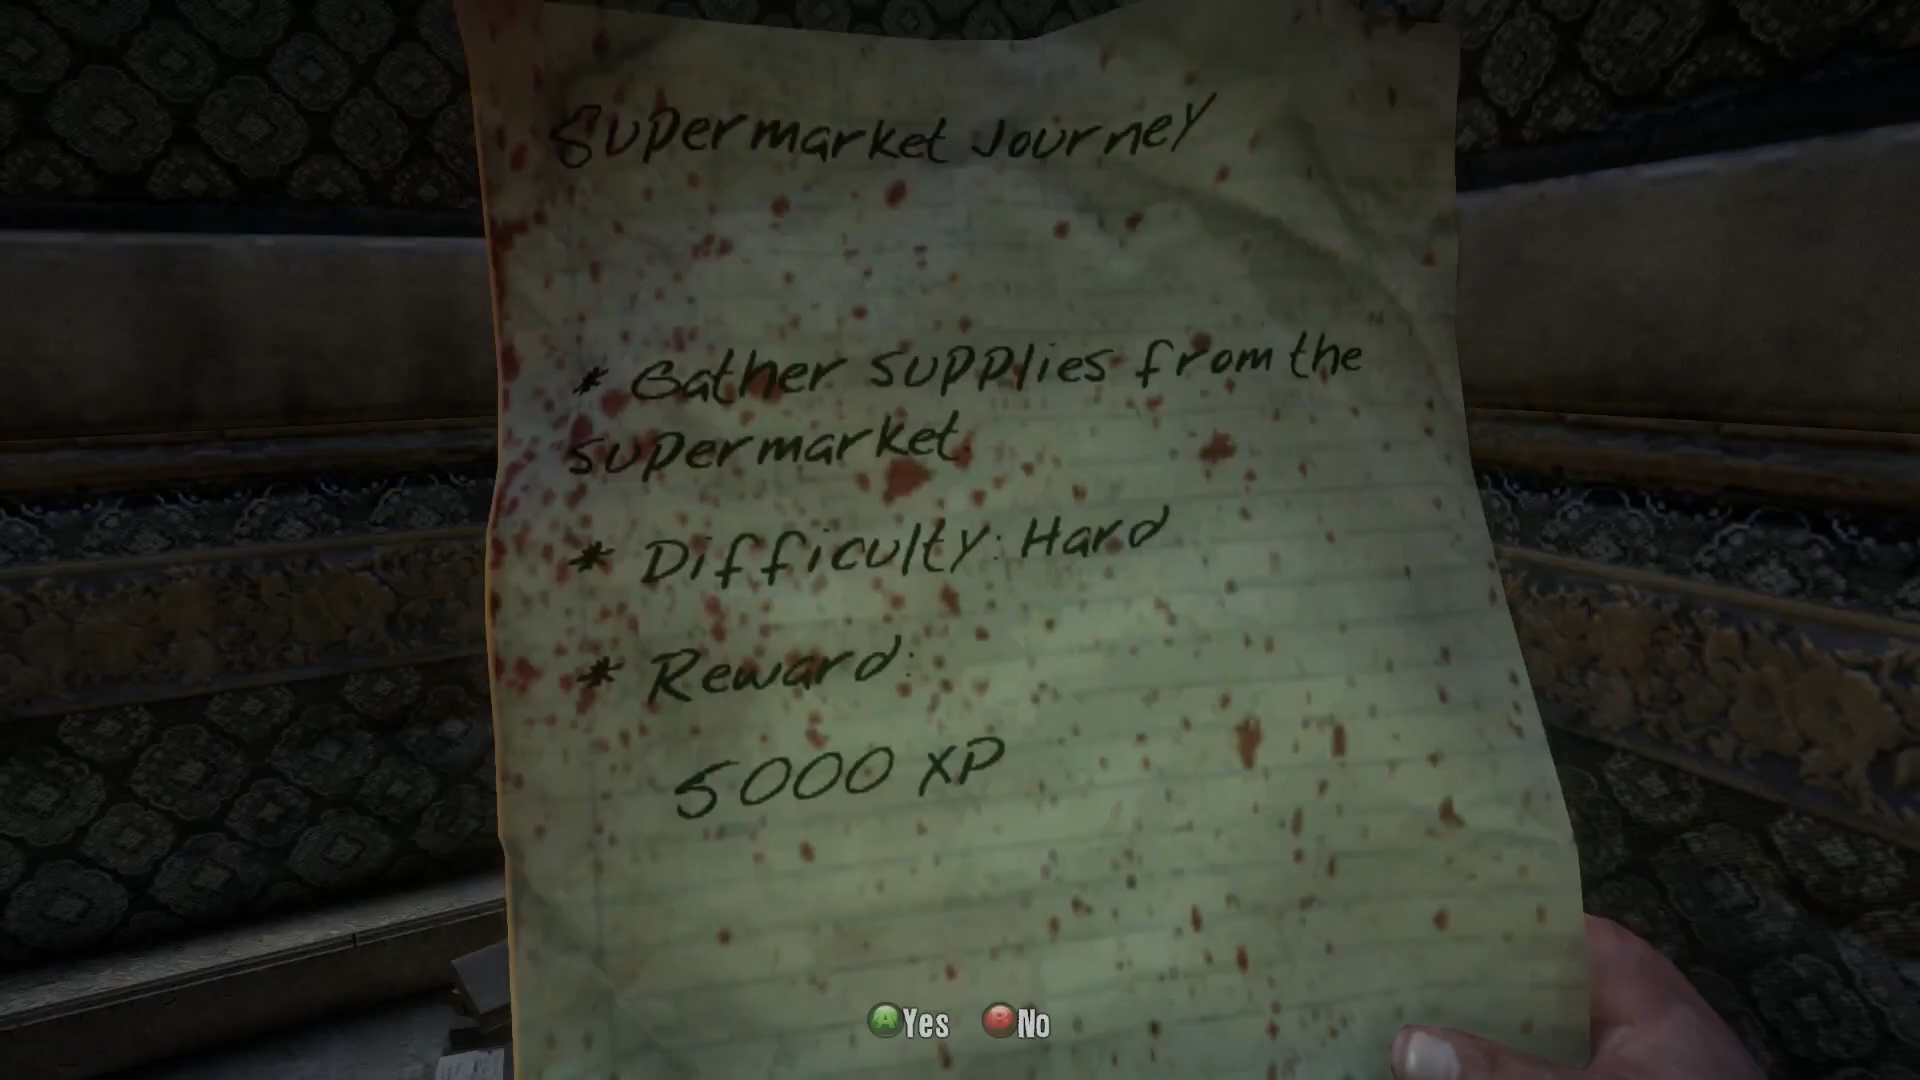 Supermarket Journey
* Gather supplies from the
supermarket.
* Difficulty: Hard
* Reward:
5000 XP
A Yes B No